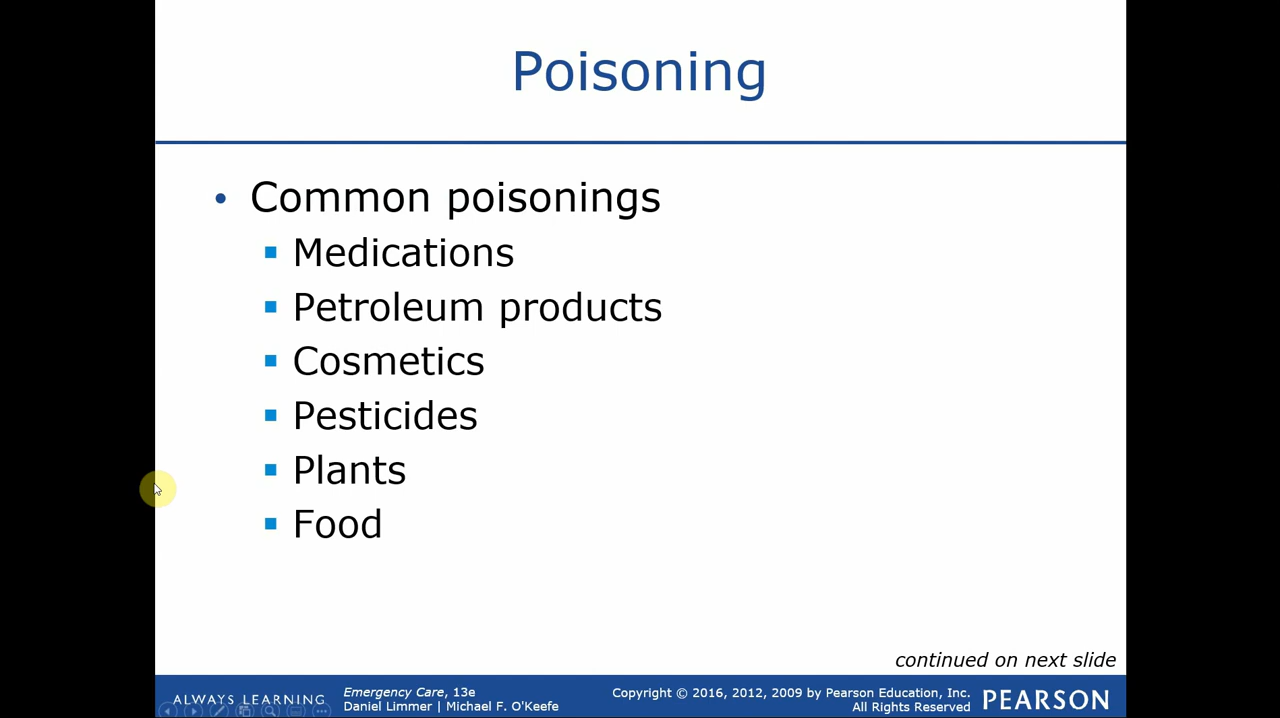 Poisoning
• Common poisonings
▪ Medications
▪ Petroleum products
▪ Cosmetics
▪ Pesticides
▪ Plants
▪ Food
continued on next slide
ALWAYS LEARNING
Emergency Care, 13e
Daniel Limmer | Michael F. O'Keefe
Copyright © 2016, 2012, 2009 by Pearson Education, Inc.
All Rights Reserved
PEARSON